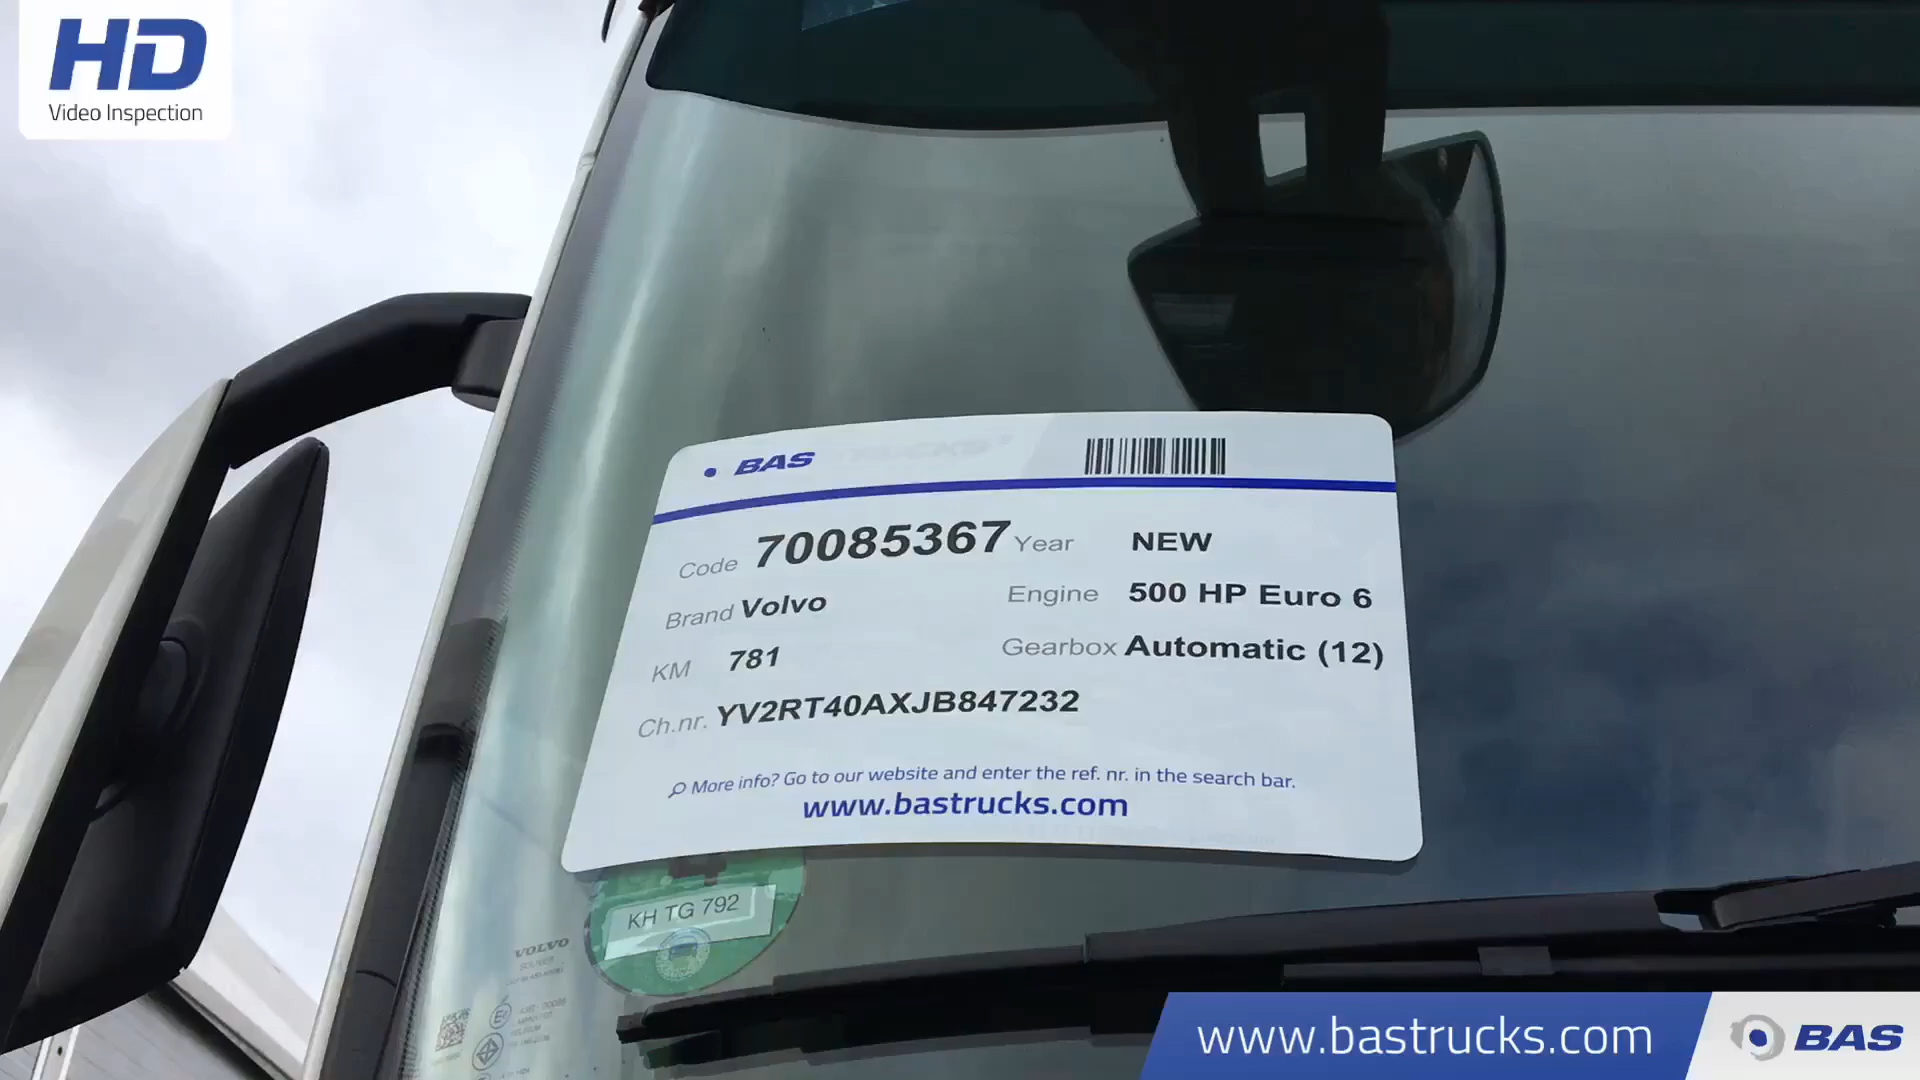 HD
Video Inspection
BAS
Code 70085367 Year NEW
Brand Volvo Engine 500 HP Euro 6
KM 781 Gearbox Automatic (12)
Ch.nr. YV2RT40AXJB847232
More info? Go to our website and enter the ref. nr. in the search bar.
www.bastrucks.com
KH TG 792
VOLVO
www.bastrucks.com BAS